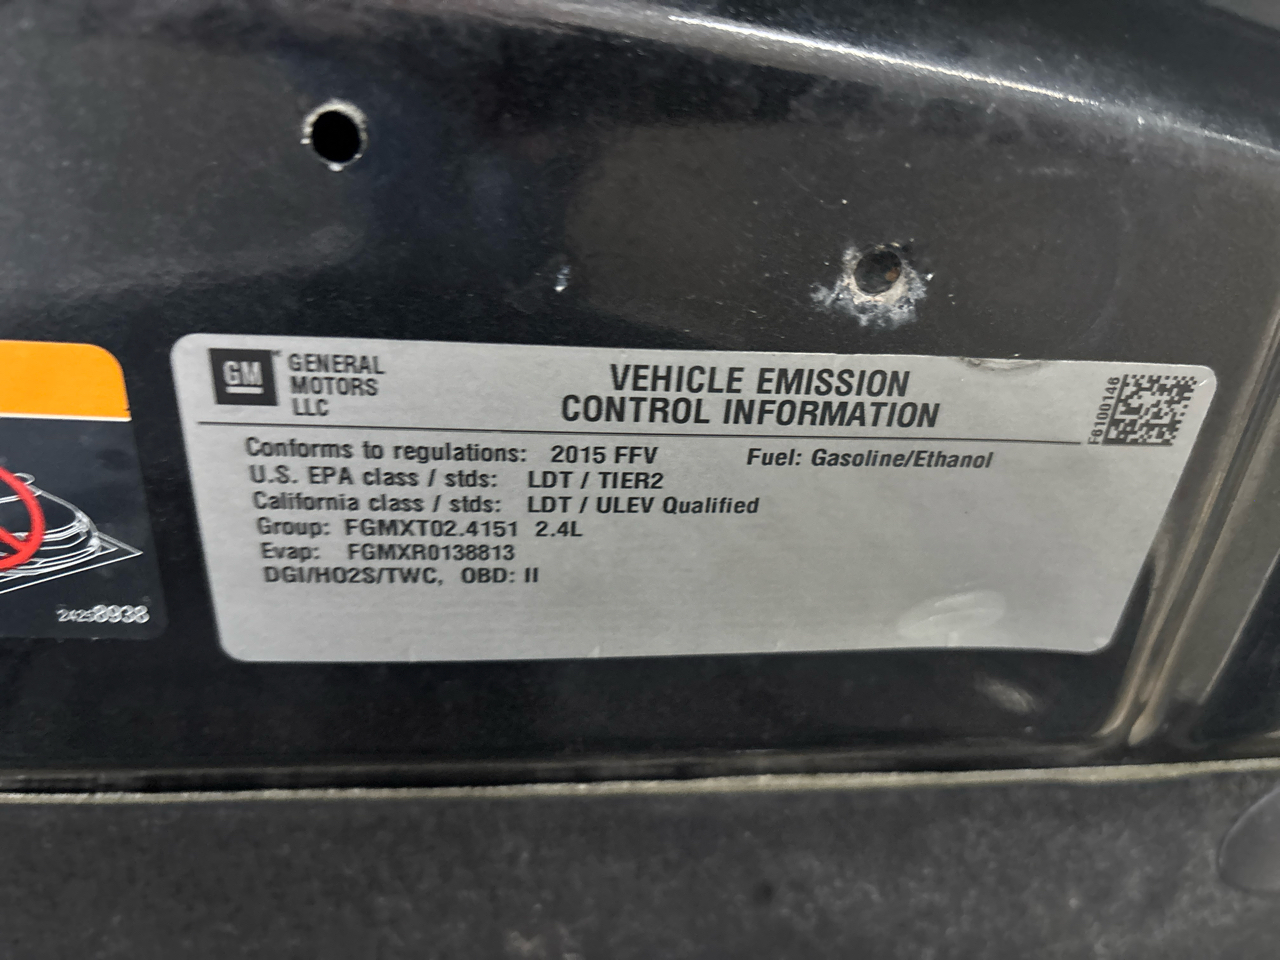 GM GENERAL
MOTORS
LLC
VEHICLE EMISSION
CONTROL INFORMATION
F6100146
Conforms to regulations: 2015 FFV Fuel: Gasoline/Ethanol
U.S. EPA class / stds: LDT / TIER2
California class / stds: LDT / ULEV Qualified
Group: FGMXT02.4151 2.4L
Evap: FGMXR0138813
DGI/HO2S/TWC, OBD: II
24258938